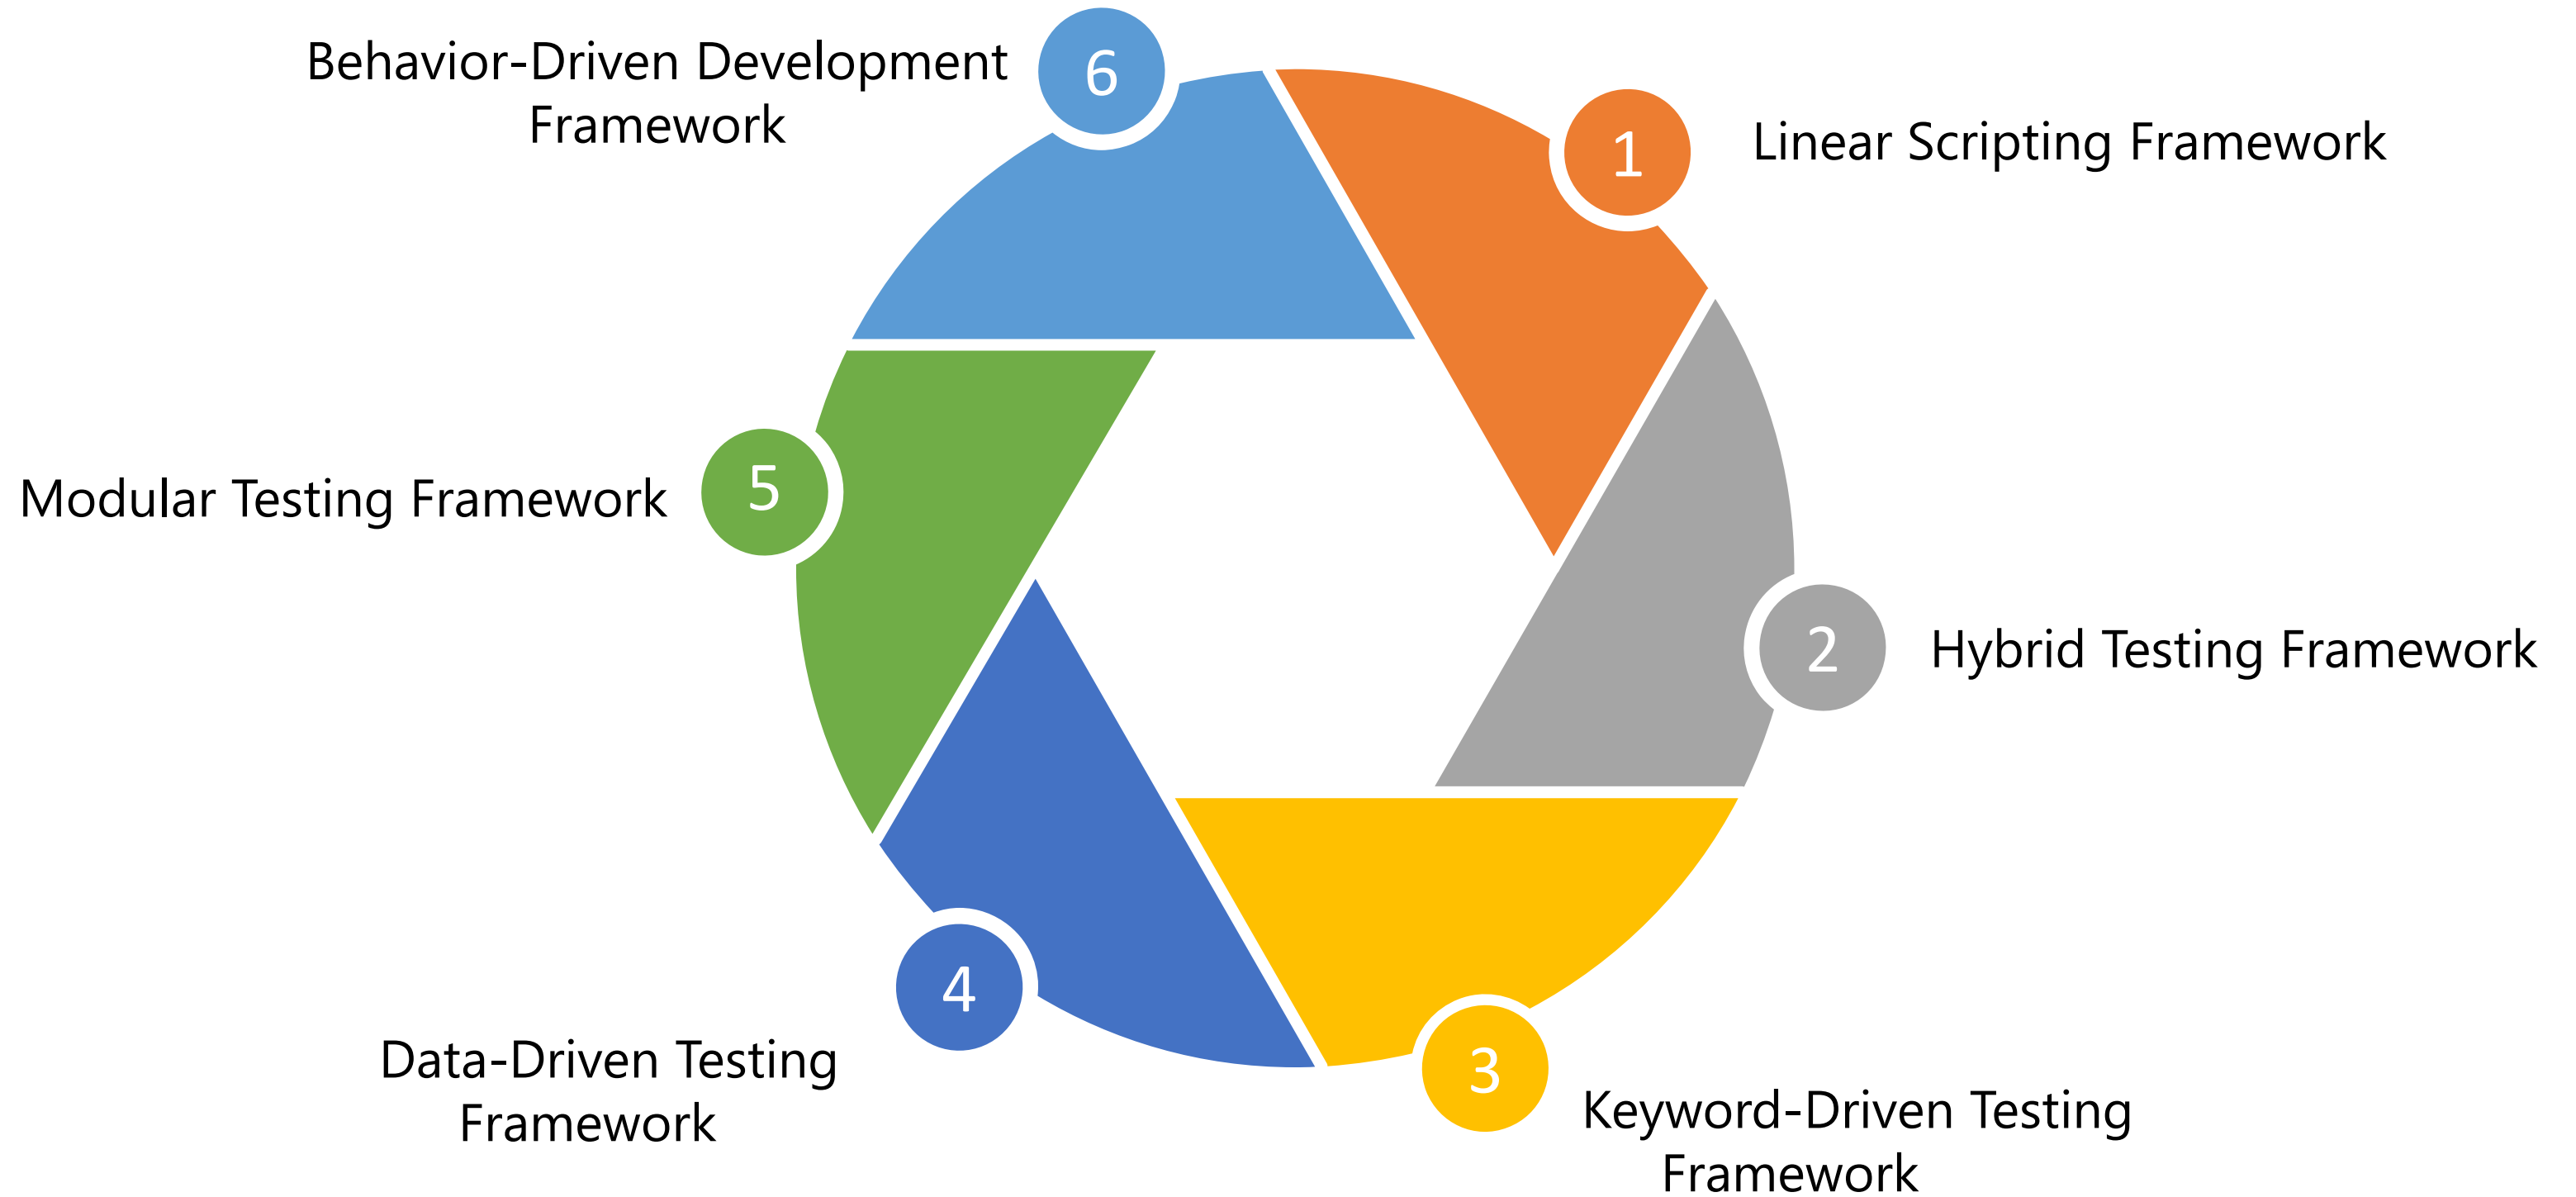 1
Linear Scripting Framework
2
Hybrid Testing Framework
3
Keyword-Driven Testing
Framework
4
Data-Driven Testing
Framework
5
Modular Testing Framework
6
Behavior-Driven Development
Framework